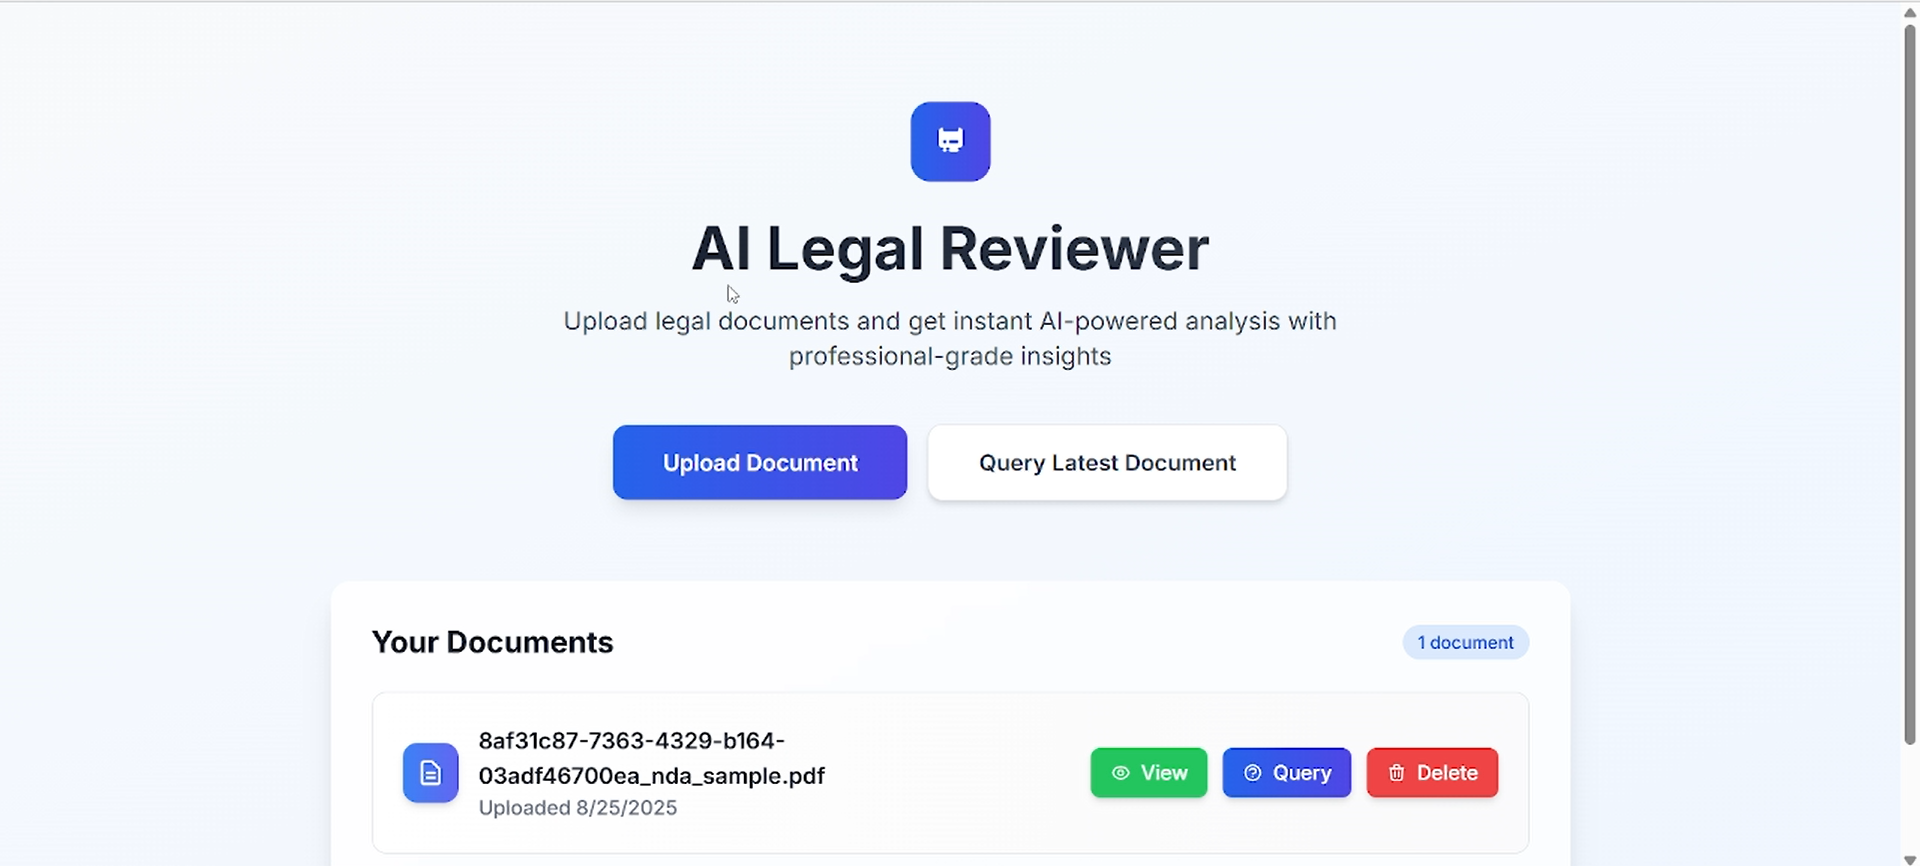 AI Legal Reviewer
Upload legal documents and get instant AI-powered analysis with
professional-grade insights
Upload Document
Query Latest Document
Your Documents
1 document
8af31c87-7363-4329-b164-
03adf46700ea_nda_sample.pdf
Uploaded 8/25/2025
View
Query
Delete